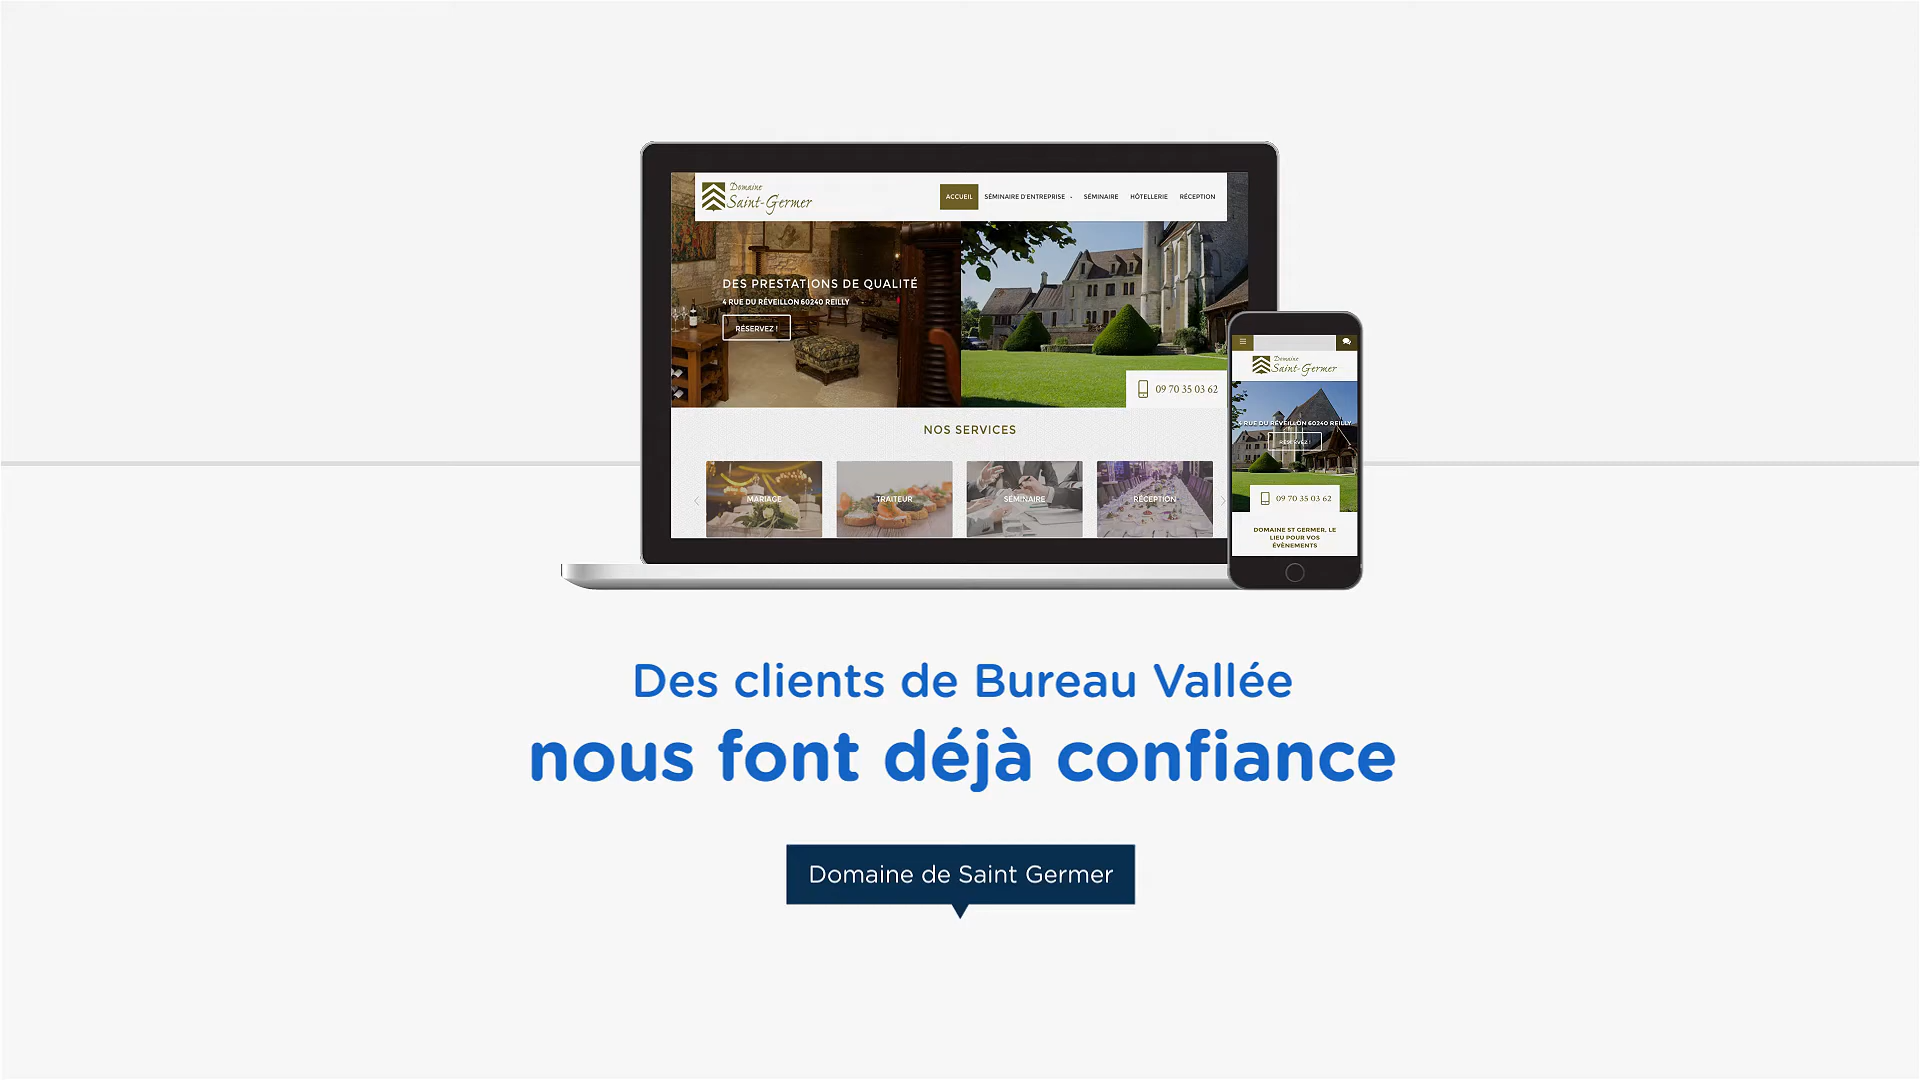 Domaine
Saint-Germer
ACCUEIL SÉMINAIRE D'ENTREPRISE SÉMINAIRE HÔTELLERIE RÉCEPTION
DES PRESTATIONS DE QUALITÉ
4 RUE DU RÉVEILLON 60240 REILLY
RÉSERVEZ !
09 70 35 03 62
NOS SERVICES
MARIAGE
TRAITEUR
SÉMINAIRE
RÉCEPTION
Domaine
Saint-Germer
4 RUE DU RÉVEILLON 60240 REILLY
RÉSERVEZ !
09 70 35 03 62
DOMAINE ST GERMER, LE
LIEU POUR VOS
ÉVÈNEMENTS
Des clients de Bureau Vallée
nous font déjà confiance
Domaine de Saint Germer